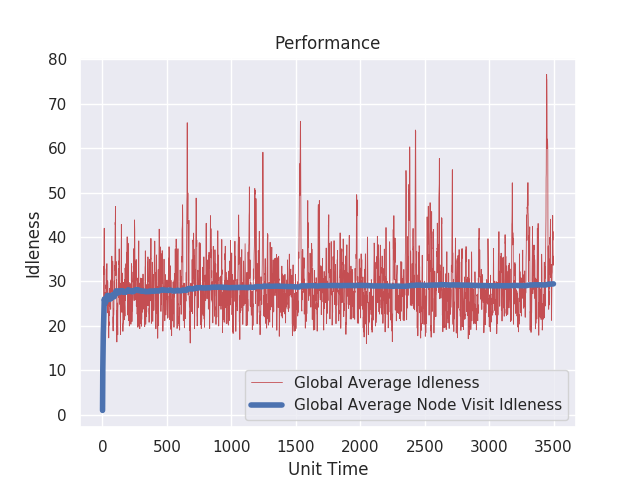 Performance
Idleness
80
70
60
50
40
30
20
10
0
Global Average Idleness
Global Average Node Visit Idleness
0 500 1000 1500 2000 2500 3000 3500
Unit Time